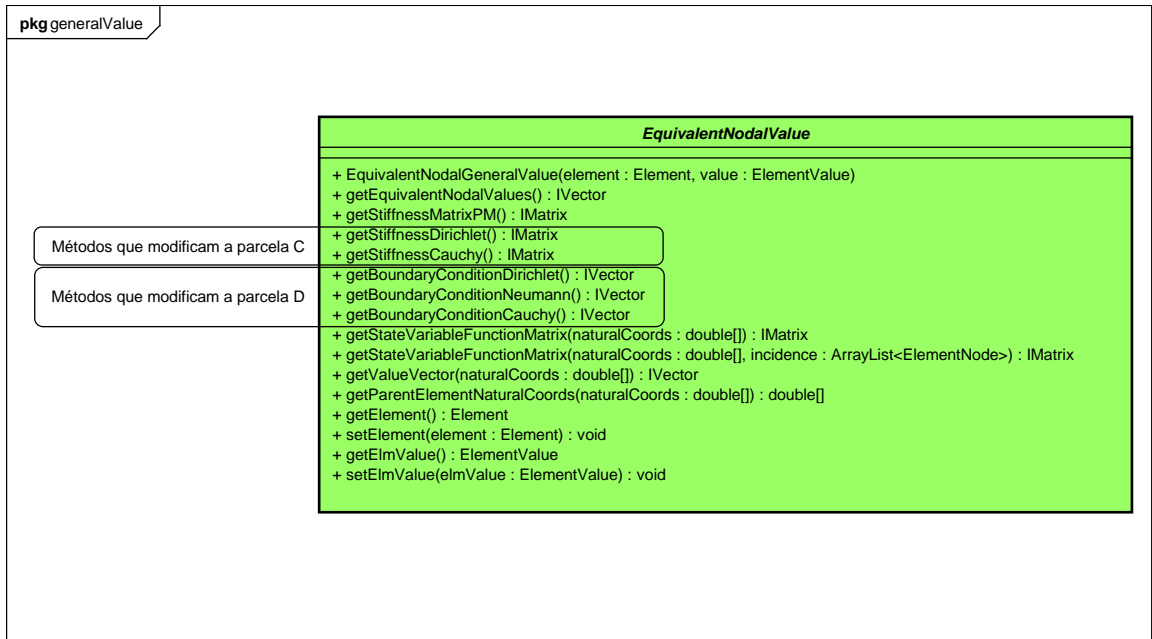 pkg generalValue
EquivalentNodalValue
+ EquivalentNodalGeneralValue(element : Element, value : ElementValue)
+ getEquivalentNodalValues() : IVector
+ getStiffnessMatrixPM() : IMatrix
Métodos que modificam a parcela C
+ getStiffnessDirichlet() : IMatrix
+ getStiffnessCauchy() : IMatrix
Métodos que modificam a parcela D
+ getBoundaryConditionDirichlet() : IVector
+ getBoundaryConditionNeumann() : IVector
+ getBoundaryConditionCauchy() : IVector
+ getStateVariableFunctionMatrix(naturalCoords : double[]) : IMatrix
+ getStateVariableFunctionMatrix(naturalCoords : double[], incidence : ArrayList<ElementNode>) : IMatrix
+ getValueVector(naturalCoords : double[]) : IVector
+ getParentElementNaturalCoords(naturalCoords : double[]) : double[]
+ getElement() : Element
+ setElement(element : Element) : void
+ getElmValue() : ElementValue
+ setElmValue(elmValue : ElementValue) : void